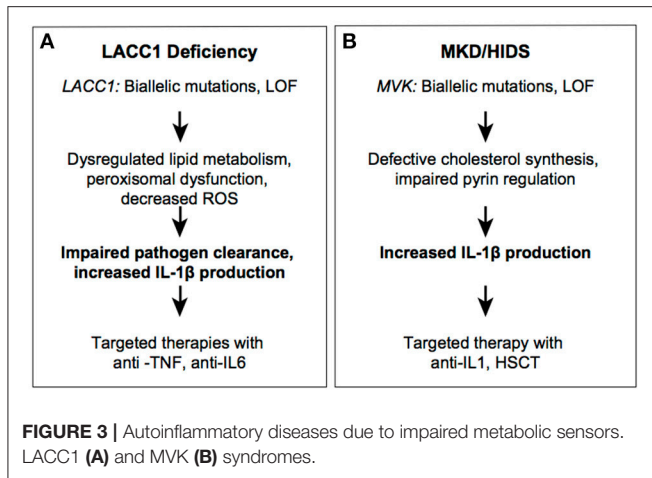 A
LACC1 Deficiency
LACC1: Biallelic mutations, LOF
Dysregulated lipid metabolism,
peroxisomal dysfunction,
decreased ROS
Impaired pathogen clearance,
increased IL-1β production
Targeted therapies with
anti -TNF, anti-IL6
B
MKD/HIDS
MVK: Biallelic mutations, LOF
Defective cholesterol synthesis,
impaired pyrin regulation
Increased IL-1β production
Targeted therapy with
anti-IL1, HSCT
FIGURE 3 | Autoinflammatory diseases due to impaired metabolic sensors.
LACC1 (A) and MVK (B) syndromes.